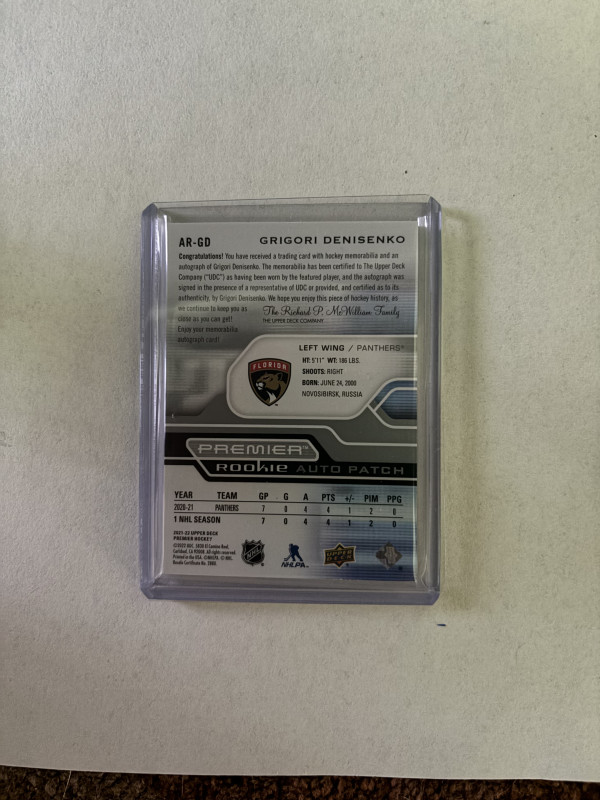 AR-GD
GRIGORI DENISENKO
Congratulations! You have received a trading card with hockey memorabilia and an
autograph of Grigori Denisenko. The memorabilia has been certified to The Upper Deck
Company ("UDC") as having been worn by the featured player, and the autograph was
signed in the presence of a representative of UDC or provided, and certified as to its
authenticity, by Grigori Denisenko. We hope you enjoy this piece of hockey history, as
we continue to keep you as
close as you can get!
Enjoy your memorabilia
autograph card!
The Richard P. McWilliam Family
THE UPPER DECK COMPANY
LEFT WING / PANTHERS®
HT: 5'11" WT: 186 LBS.
SHOOTS: RIGHT
BORN: JUNE 24, 2000
NOVOSIBIRSK, RUSSIA
FLORIDA
PREMIER™
ROOKIE AUTO PATCH
YEAR TEAM GP G A PTS +/- PIM PPG
2020-21 PANTHERS 7 0 4 4 1 2 0
1 NHL SEASON 7 0 4 4 1 2 0
2021-22 UPPER DECK
PREMIER HOCKEY
NHL
NHLPA
UPPER DECK